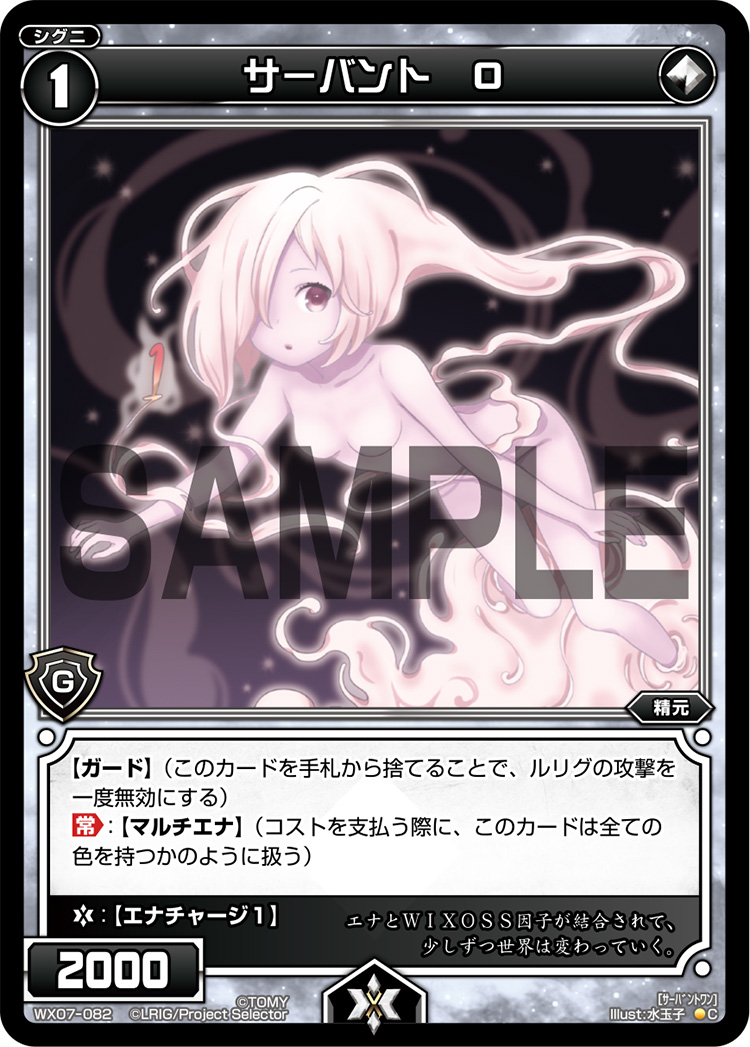 シグニ
1
サーバント O
SAMPLE
G
精元
【ガード】(このカードを手札から捨てることで、ルリグの攻撃を
一度無効にする)
常:【マルチエナ】(コストを支払う際に、このカードは全ての
色を持つかのように扱う)
:【エナチャージ1】
エナとWIXOSS因子が結合されて、
少しずつ世界は変わっていく。
2000
WX07-082 ©LRIG/Project Selector
©TOMY
[サーバントワン]
Illust:水玉子 C